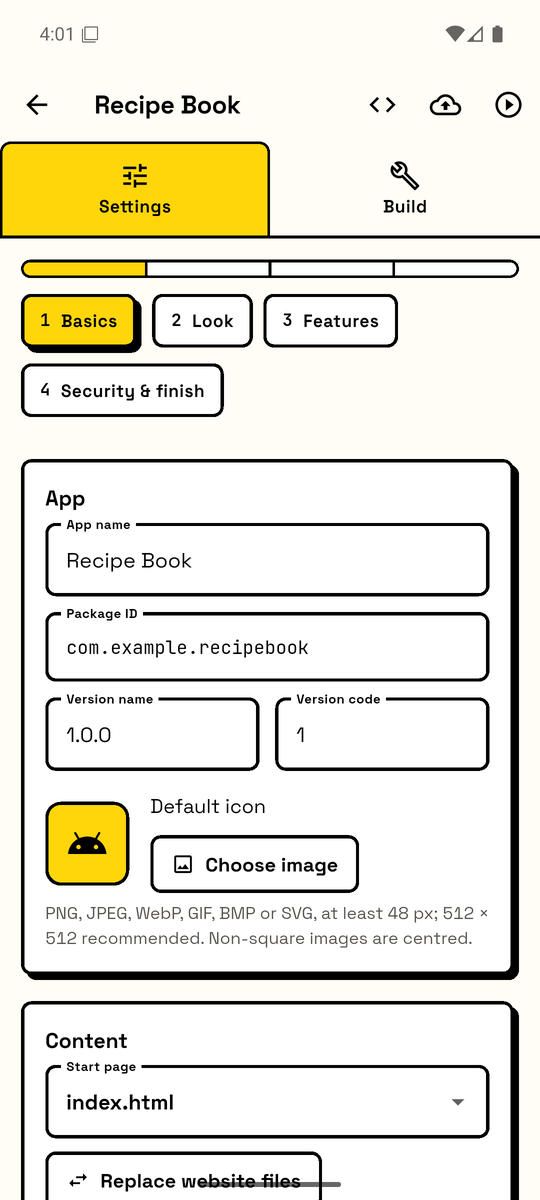 4:01
Recipe Book
Settings
Build
1 Basics
2 Look
3 Features
4 Security & finish
App
App name
Recipe Book
Package ID
com.example.recipebook
Version name
1.0.0
Version code
1
Default icon
Choose image
PNG, JPEG, WebP, GIF, BMP or SVG, at least 48 px; 512 ×
512 recommended. Non-square images are centred.
Content
Start page
index.html
Replace website files